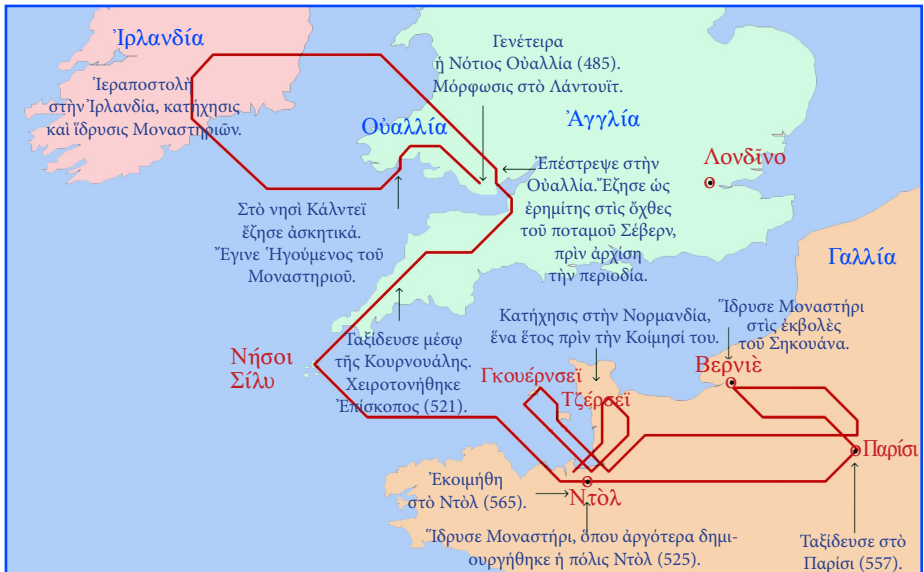 Ἰρλανδία
Ἱεραποστολὴ
στὴν Ἰρλανδία, κατήχησις
καὶ ἵδρυσις Μοναστηριῶν.
Οὐαλλία
Γενέτειρα
ἡ Νότιος Οὐαλλία (485).
Μόρφωσις στὸ Λάντουϊτ.
Ἀγγλία
Λονδῖνο
Ἐπέστρεψε στὴν
Οὐαλλία. Ἔζησε ὡς
ἐρημίτης στὶς ὄχθες
τοῦ ποταμοῦ Σέβερν,
πρὶν ἀρχίση
τὴν περιοδία.
Στὸ νησὶ Κάλντεϊ
ἔζησε ἀσκητικά.
Ἔγινε Ἡγούμενος τοῦ
Μοναστηριοῦ.
Γαλλία
Νήσοι
Σίλυ
Ταξίδευσε μέσῳ
τῆς Κουρνουάλης.
Χειροτονήθηκε
Ἐπίσκοπος (521).
Κατήχησις στὴν Νορμανδία,
ἕνα ἔτος πρὶν τὴν Κοίμησί του.
Ἵδρυσε Μοναστήρι
στὶς ἐκβολὲς
τοῦ Σηκουάνα.
Βερνιὲ
Γκουέρνσεϊ
Τζέρσεϊ
Παρίσι
Ἐκοιμήθη
στὸ Ντὸλ (565).
Ντὸλ
Ἵδρυσε Μοναστήρι, ὅπου ἀργότερα δημι-
ουργήθηκε ἡ πόλις Ντὸλ (525).
Ταξίδευσε στὸ
Παρίσι (557).